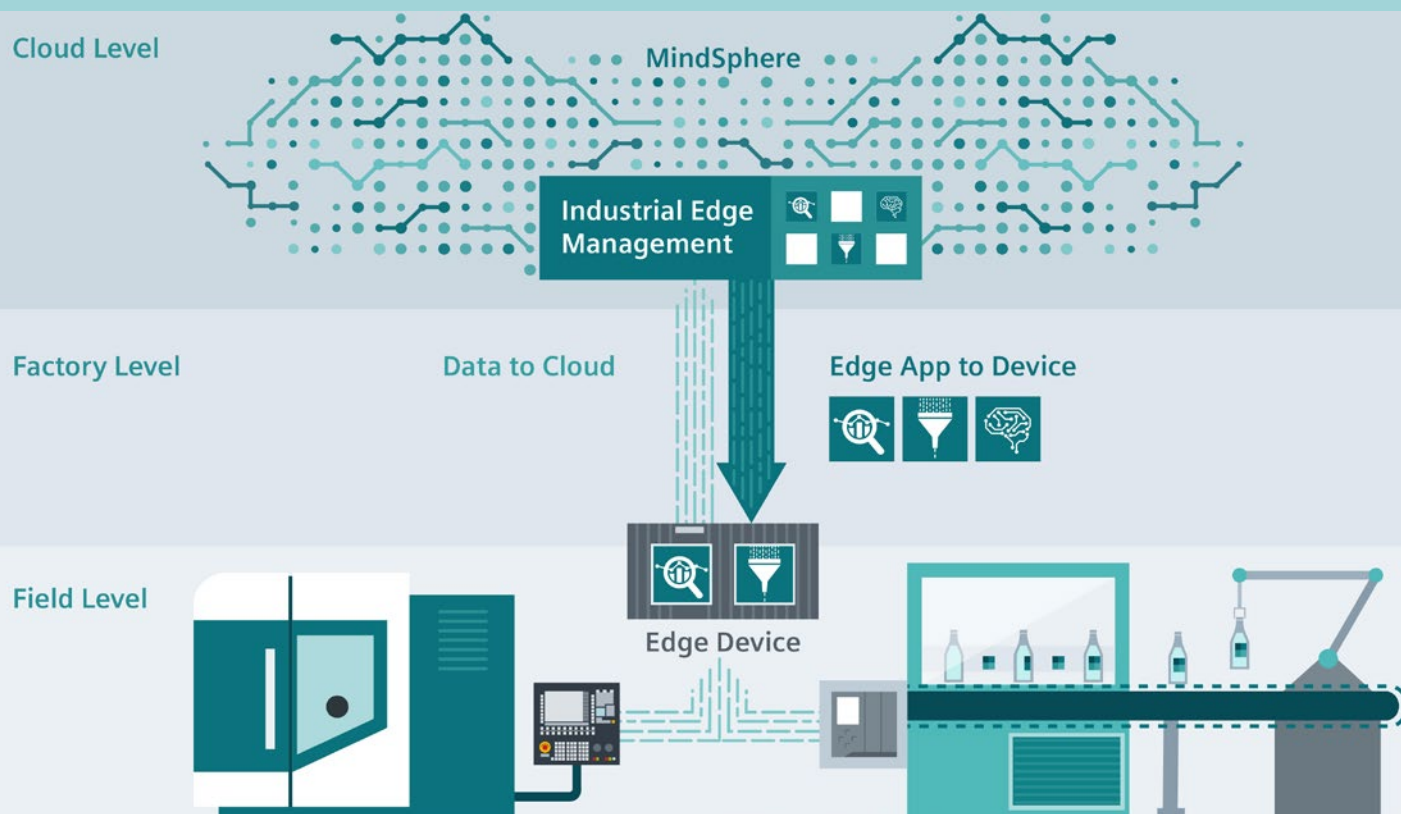 Cloud Level
MindSphere
Industrial Edge
Management
Factory Level
Data to Cloud
Edge App to Device
Field Level
Edge Device